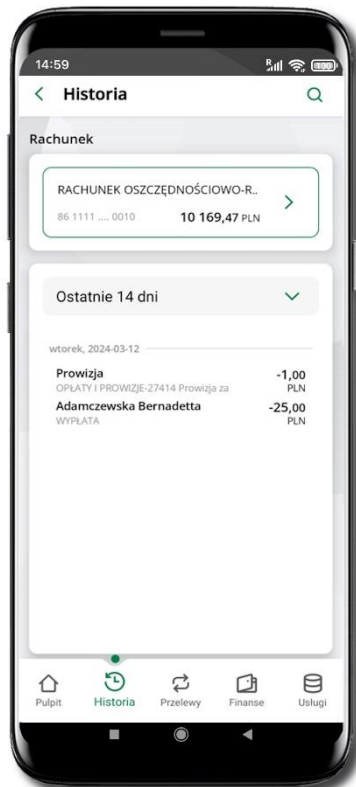 14:59
R
100
Historia
Rachunek
RACHUNEK OSZCZĘDNOŚCIOWO-R..
86 1111 .... 0010 10 169,47 PLN
Ostatnie 14 dni
wtorek, 2024-03-12
Prowizja -1,00
OPŁATY I PROWIZJE-27414 Prowizja za PLN
Adamczewska Bernadetta -25,00
WYPŁATA PLN
Pulpit Historia Przelewy Finanse Usługi